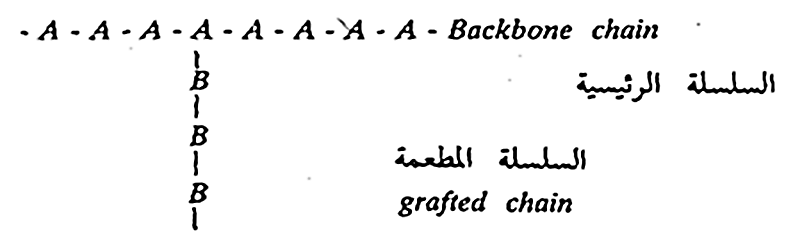 - A - A - A - A - A - A - A - A - Backbone chain
السلسلة الرئيسية
B
B
السلسلة المطعمة
B
grafted chain